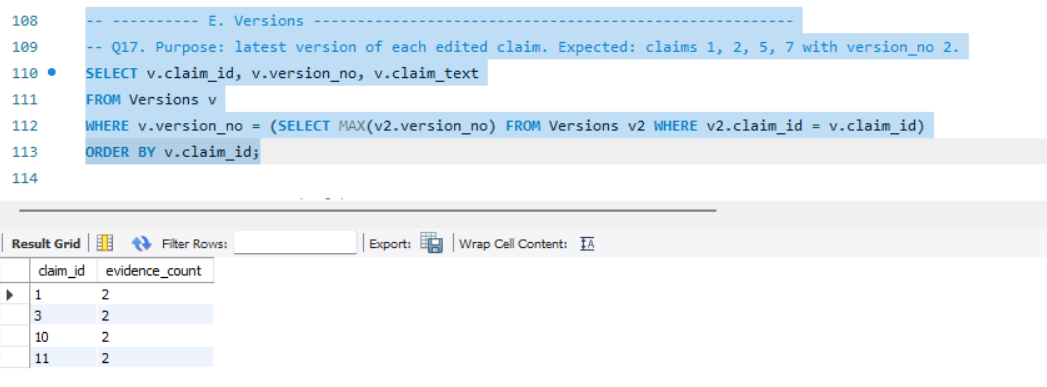 108 -- ---------- E. Versions ----------------------------------------------------------
109 -- Q17. Purpose: latest version of each edited claim. Expected: claims 1, 2, 5, 7 with version_no 2.
110 SELECT v.claim_id, v.version_no, v.claim_text
111 FROM Versions v
112 WHERE v.version_no = (SELECT MAX(v2.version_no) FROM Versions v2 WHERE v2.claim_id = v.claim_id)
113 ORDER BY v.claim_id;
114
Result Grid Filter Rows: Export: Wrap Cell Content: IA
claim_id evidence_count
1 2
3 2
10 2
11 2